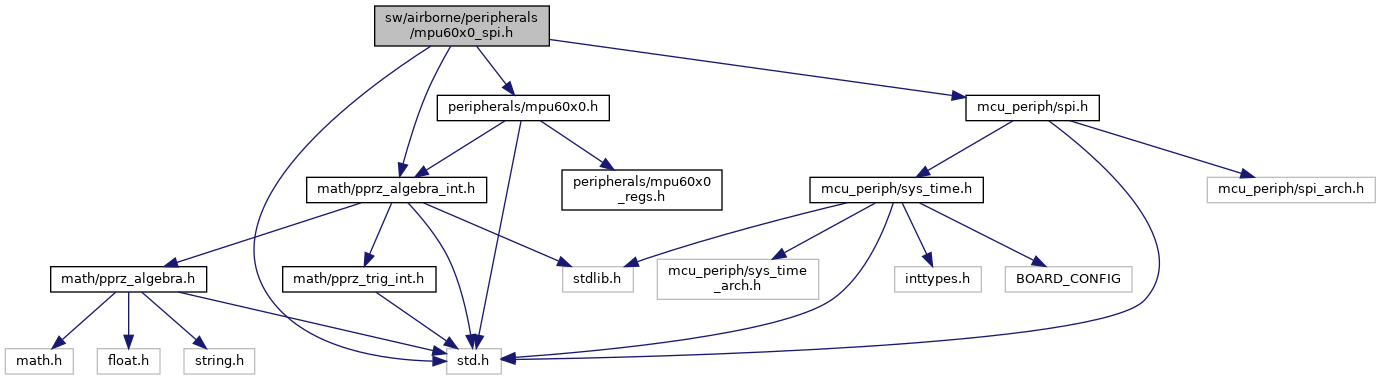 sw/airborne/peripherals
/mpu60x0_spi.h
peripherals/mpu60x0.h
mcu_periph/spi.h
math/pprz_algebra_int.h
peripherals/mpu60x0
_regs.h
mcu_periph/sys_time.h
mcu_periph/spi_arch.h
math/pprz_algebra.h
math/pprz_trig_int.h
stdlib.h
mcu_periph/sys_time
_arch.h
inttypes.h
BOARD_CONFIG
math.h
float.h
string.h
std.h